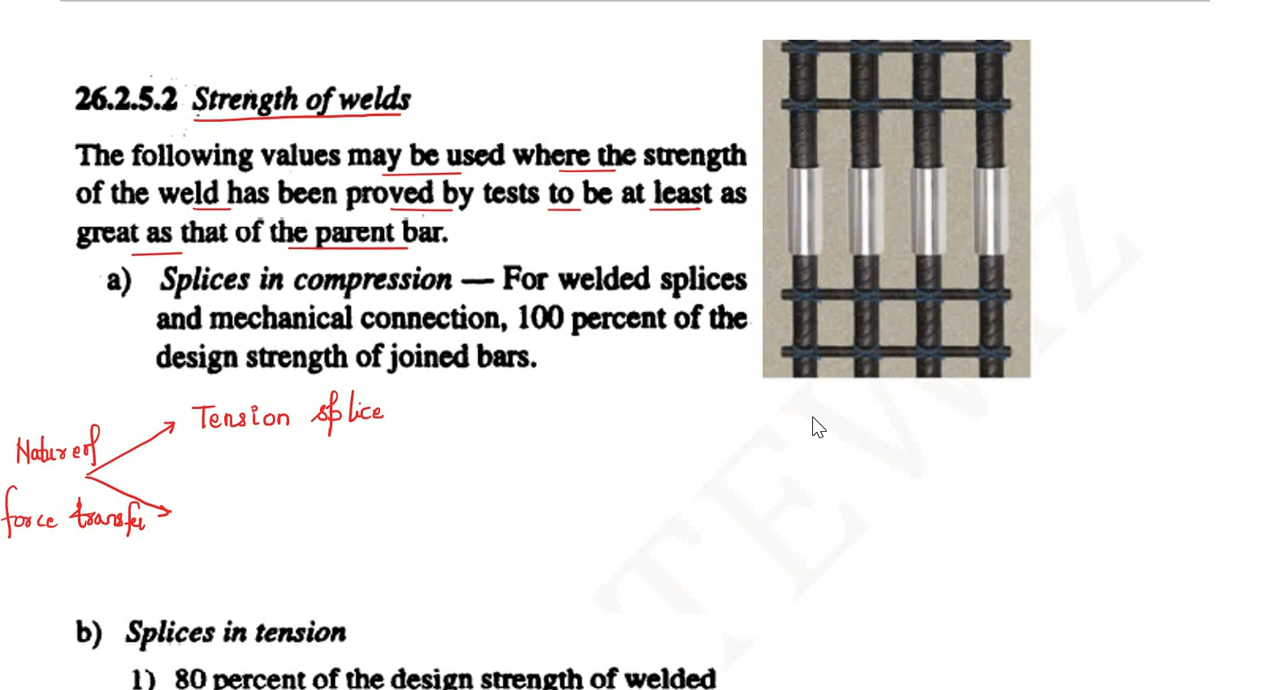 26.2.5.2 Strength of welds
The following values may be used where the strength
of the weld has been proved by tests to be at least as
great as that of the parent bar.
a) Splices in compression — For welded splices
and mechanical connection, 100 percent of the
design strength of joined bars.
Tension splice
Nature of
force transfer
b) Splices in tension
1) 80 percent of the design strength of welded